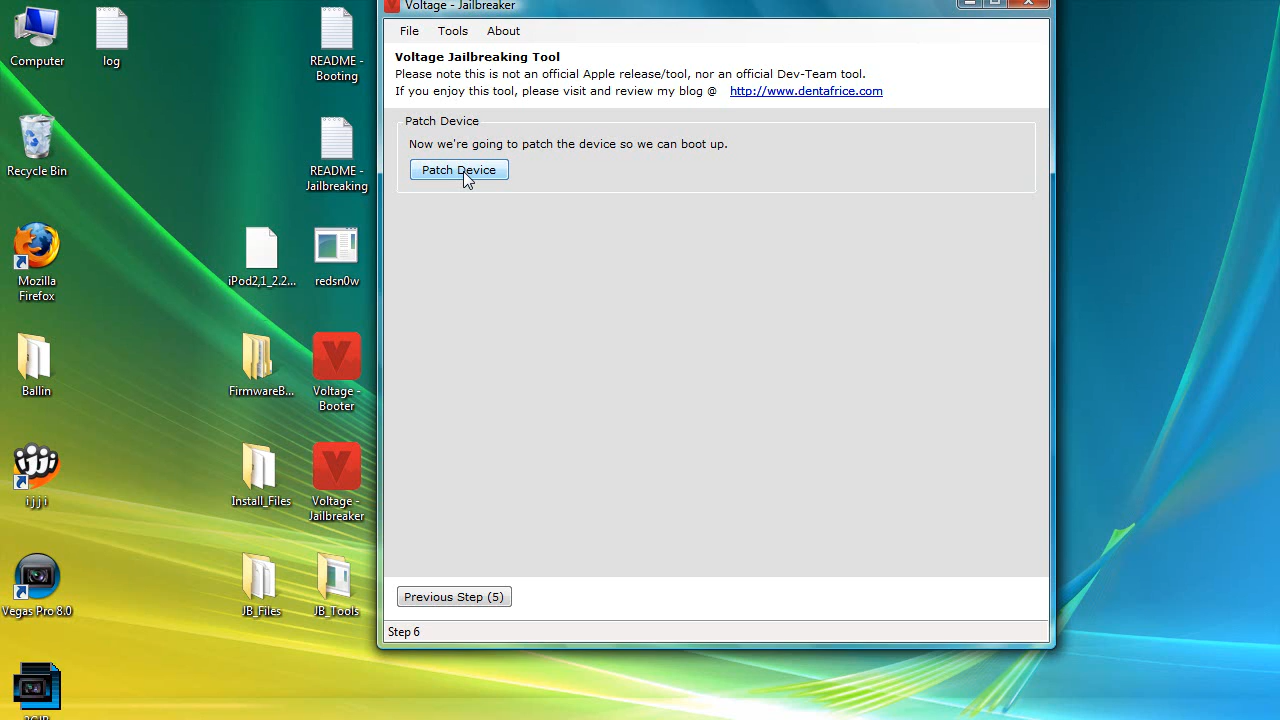 Computer
log
README -
Booting
Recycle Bin
README -
Jailbreaking
Mozilla
Firefox
iPod2,1_2.2...
redsn0w
Ballin
FirmwareB...
Voltage -
Booter
ijji
ijji
Install_Files
Voltage -
Jailbreaker
Vegas Pro 8.0
JB_Files
JB_Tools
Voltage - Jailbreaker
File Tools About
Voltage Jailbreaking Tool
Please note this is not an official Apple release/tool, nor an official Dev-Team tool.
If you enjoy this tool, please visit and review my blog @ http://www.dentafrice.com
Patch Device
Now we're going to patch the device so we can boot up.
Patch Device
Previous Step (5)
Step 6